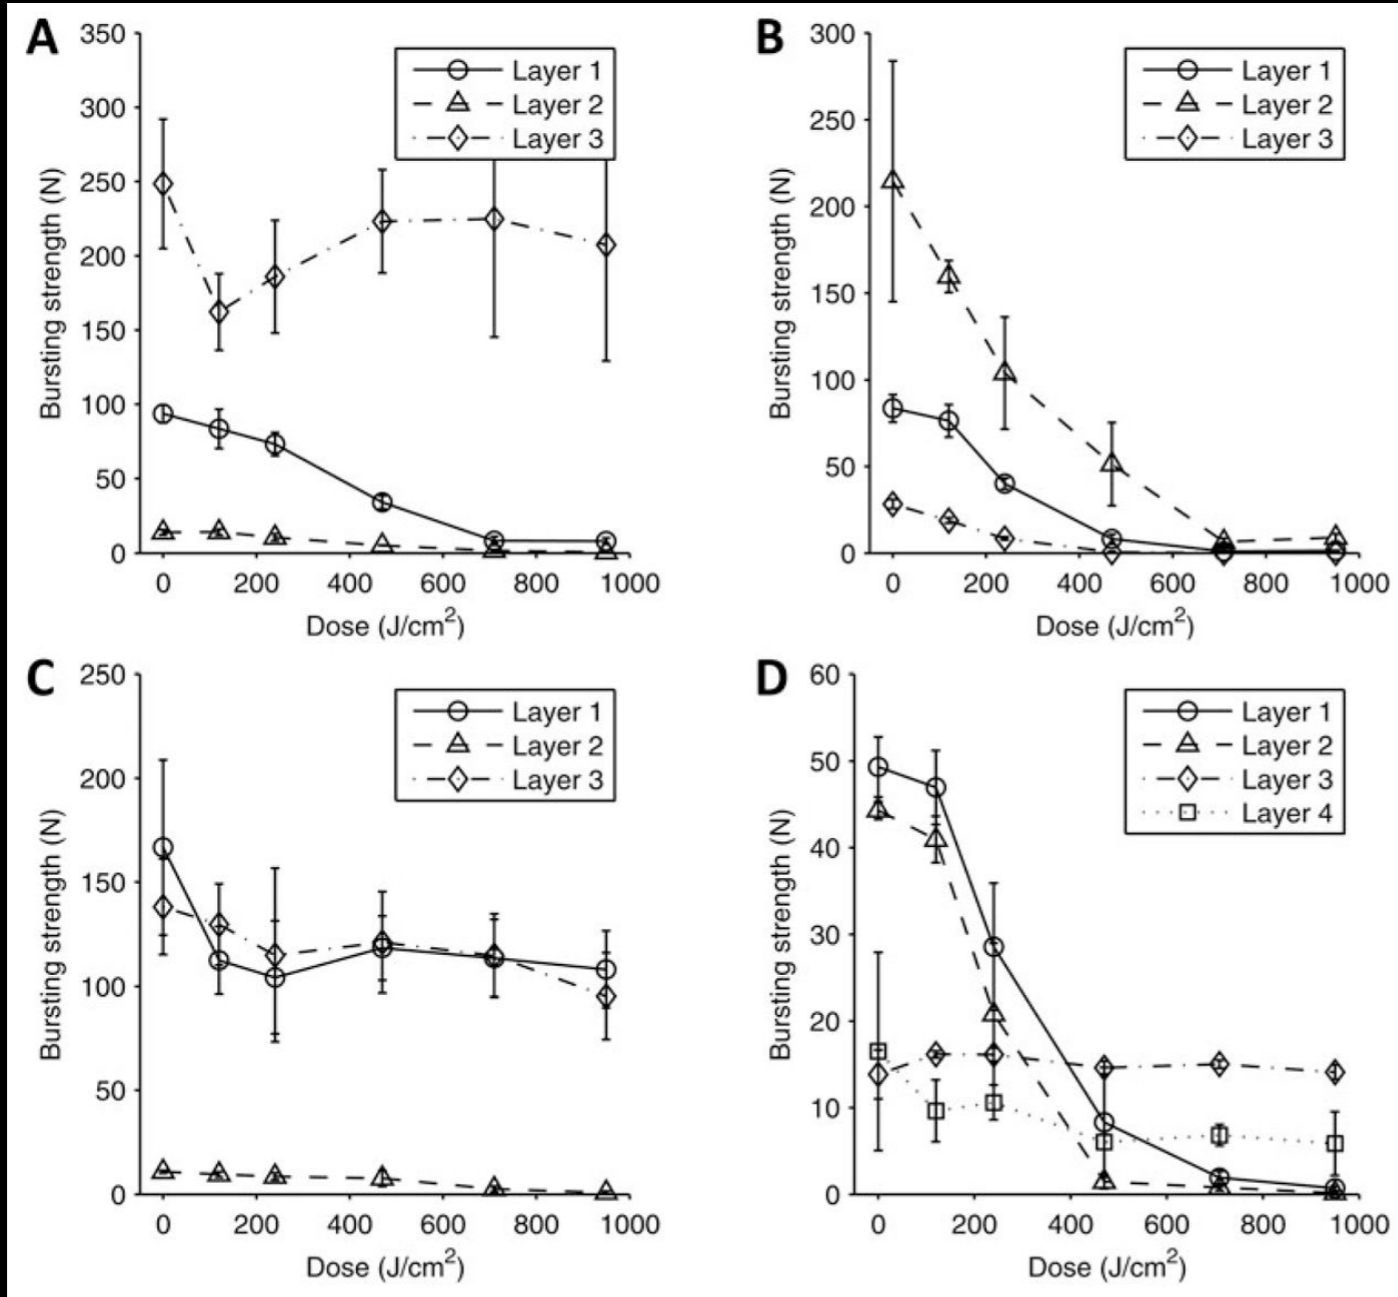 A
350
300
250
200
150
100
50
0
Bursting strength (N)
Layer 1
Layer 2
Layer 3
0 200 400 600 800 1000
Dose (J/cm²)
B
300
250
200
150
100
50
0
Bursting strength (N)
Layer 1
Layer 2
Layer 3
0 200 400 600 800 1000
Dose (J/cm²)
C
250
200
150
100
50
0
Bursting strength (N)
Layer 1
Layer 2
Layer 3
0 200 400 600 800 1000
Dose (J/cm²)
D
60
50
40
30
20
10
0
Bursting strength (N)
Layer 1
Layer 2
Layer 3
Layer 4
0 200 400 600 800 1000
Dose (J/cm²)